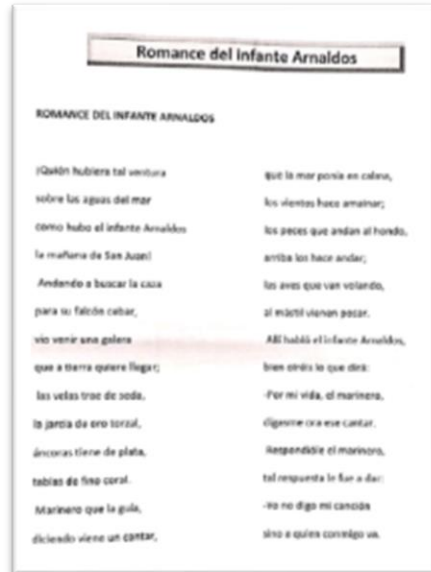 Romance del infante Arnaldos
ROMANCE DEL INFANTE ARNALDOS
¡Quién hubiera tal ventura
sobre las aguas del mar
como hubo el infante Arnaldos
la mañana de San Juan!
Andando a buscar la caza
para su falcón cebar,
vio venir una galera
que a tierra quiere llegar;
las velas trae de seda,
la jarcia de oro torzal,
áncoras tiene de plata,
tablas de fino coral.
Marinero que la guía,
diciendo viene un cantar,
que la mar ponía en calma,
los vientos hace amainar;
los peces que andan al hondo,
arriba los hace andar;
las aves que van volando,
al mástil vienen posar.
Allí habló el infante Arnaldos,
bien oiréis lo que dirá:
-Por mi vida, el marinero,
dígasme ora ese cantar.
Respondióle el marinero,
tal respuesta le fue a dar:
-Yo no digo mi canción
sino a quien conmigo va.